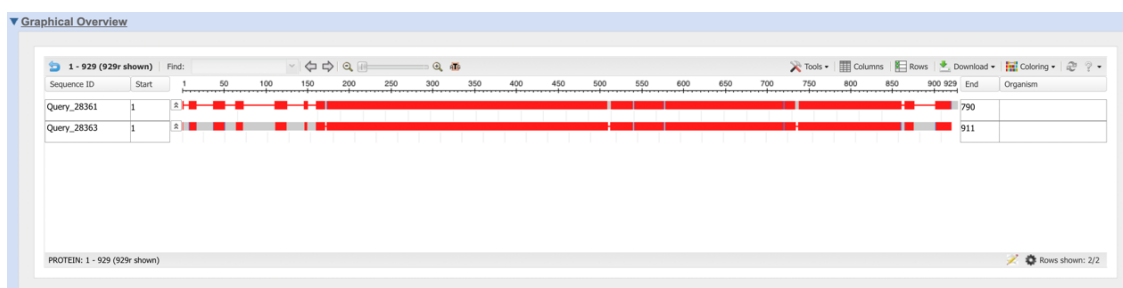 Graphical Overview
1 - 929 (929r shown) Find: Tools Columns Rows Download Coloring ?
Sequence ID Start 1 50 100 150 200 250 300 350 400 450 500 550 600 650 700 750 800 850 900 929 End Organism
Query_28361 1 790
Query_28363 1 911
PROTEIN: 1 - 929 (929r shown) Rows shown: 2/2